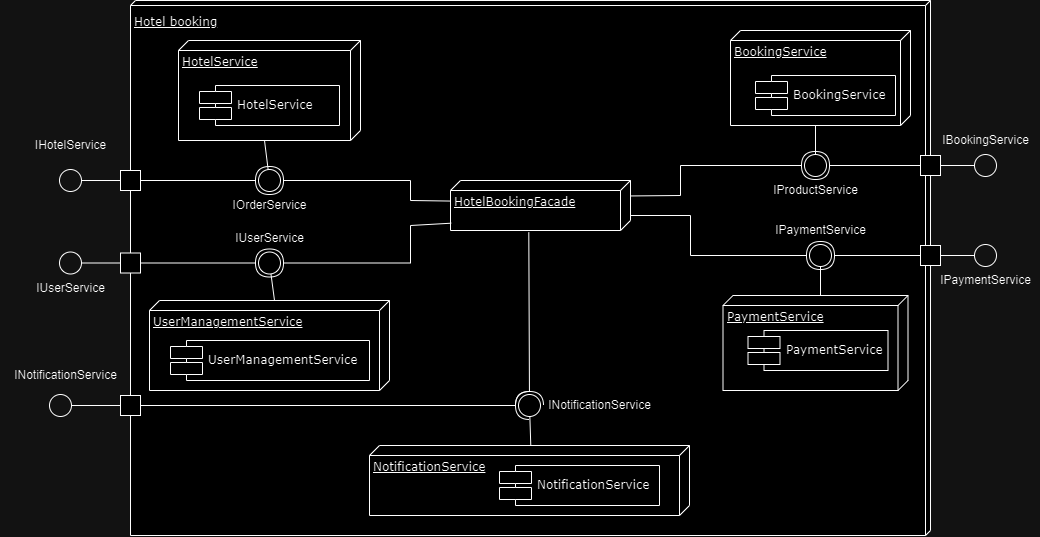 Hotel booking
HotelService
HotelService
BookingService
BookingService
IHotelService
IBookingService
IOrderService
HotelBookingFacade
IProductService
IUserService
IPaymentService
IUserService
IPaymentService
UserManagementService
UserManagementService
PaymentService
PaymentService
INotificationService
INotificationService
NotificationService
NotificationService